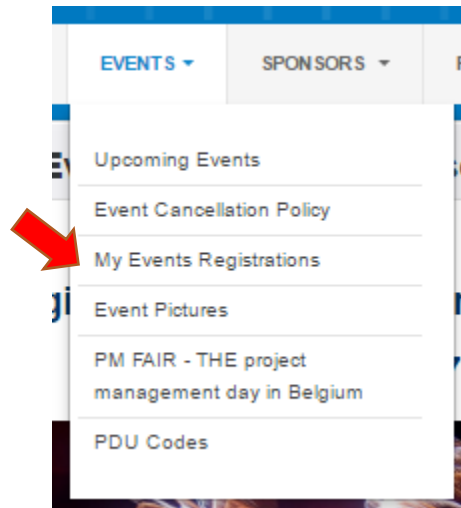 EVENTS
SPONSORS
Upcoming Events
Event Cancellation Policy
My Events Registrations
Event Pictures
PM FAIR - THE project
management day in Belgium
PDU Codes